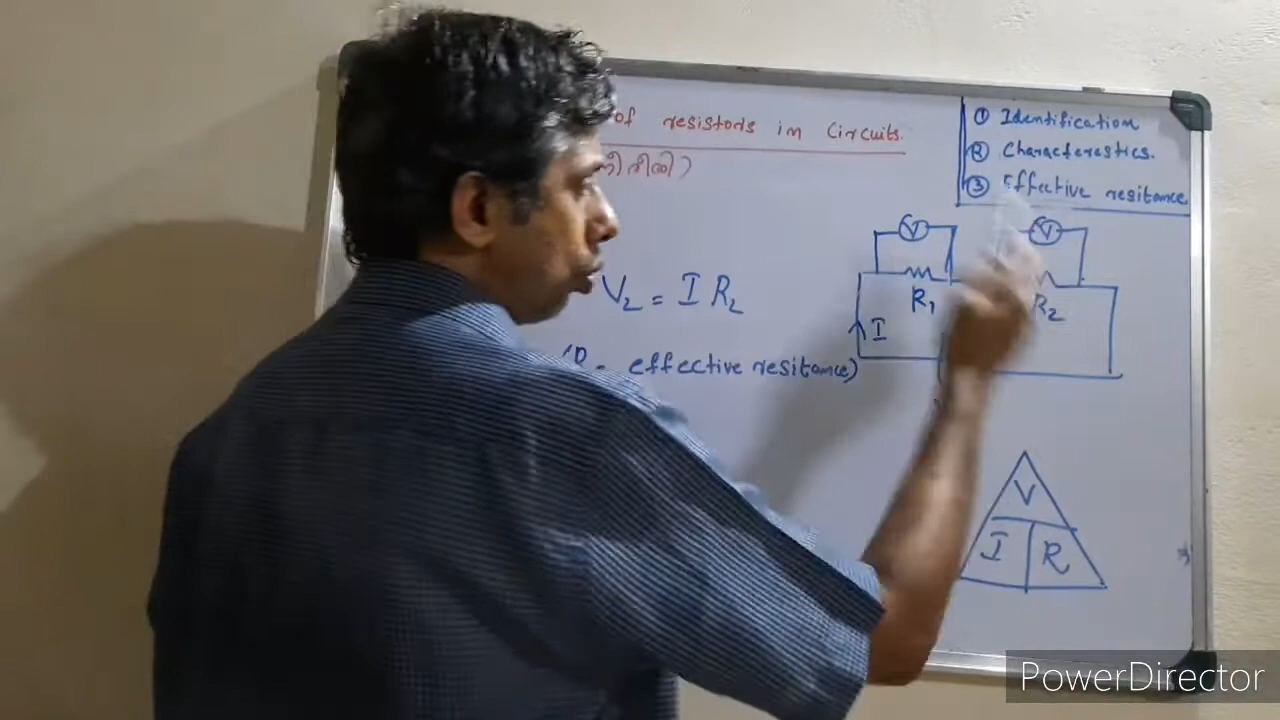 of resistors in Circuits.
① Identification
② Characterestics.
③ Effective resitance
V
V
R₁
R₂
I
V₂ = I R₂
effective resitance)
V
I R
PowerDirector